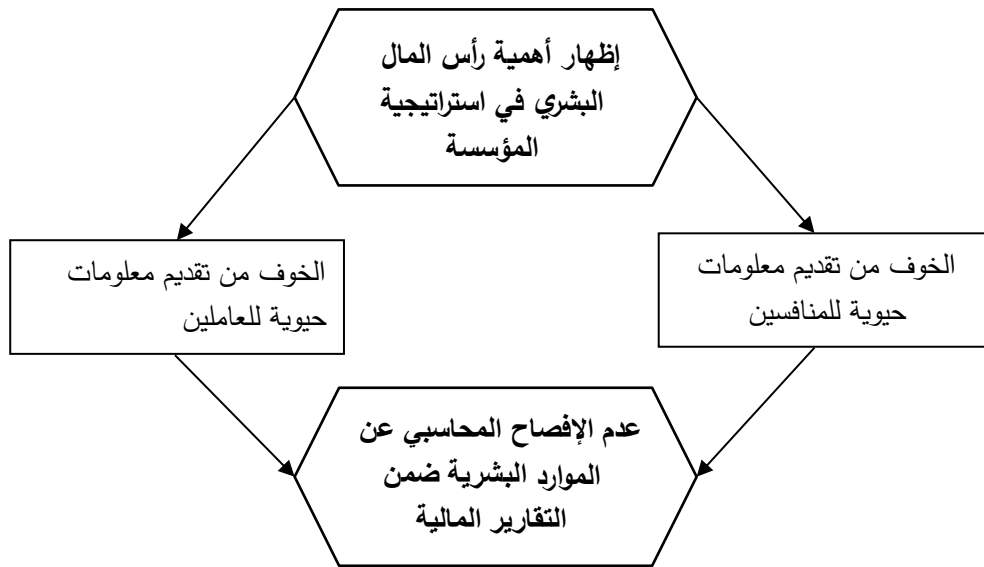 إظهار أهمية رأس المال
البشري في استراتيجية
المؤسسة
الخوف من تقديم معلومات
حيوية للمنافسين
الخوف من تقديم معلومات
حيوية للعاملين
عدم الإفصاح المحاسبي عن
الموارد البشرية ضمن
التقارير المالية